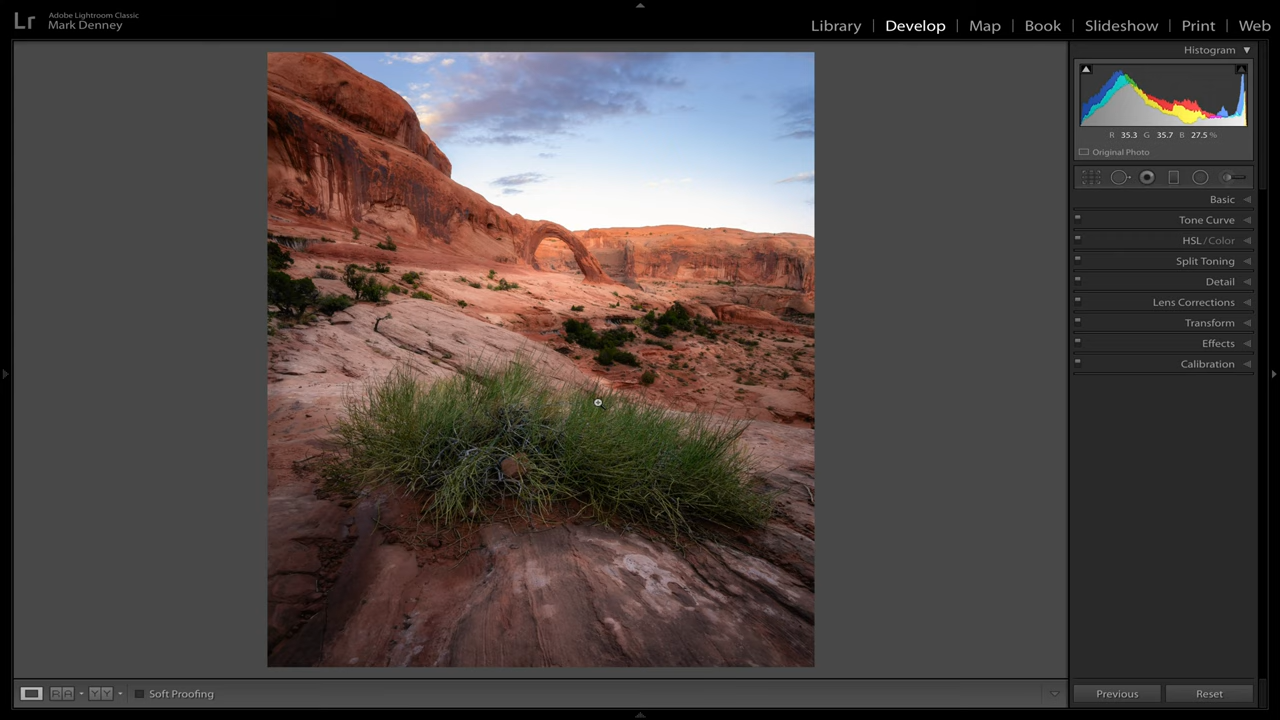 Lr
Adobe Lightroom Classic
Mark Denney
Library | Develop | Map | Book | Slideshow | Print | Web
Histogram
R 35.3 G 35.7 B 27.5 %
Original Photo
Basic
Tone Curve
HSL / Color
Split Toning
Detail
Lens Corrections
Transform
Effects
Calibration
R A
Y Y
Soft Proofing
Previous
Reset